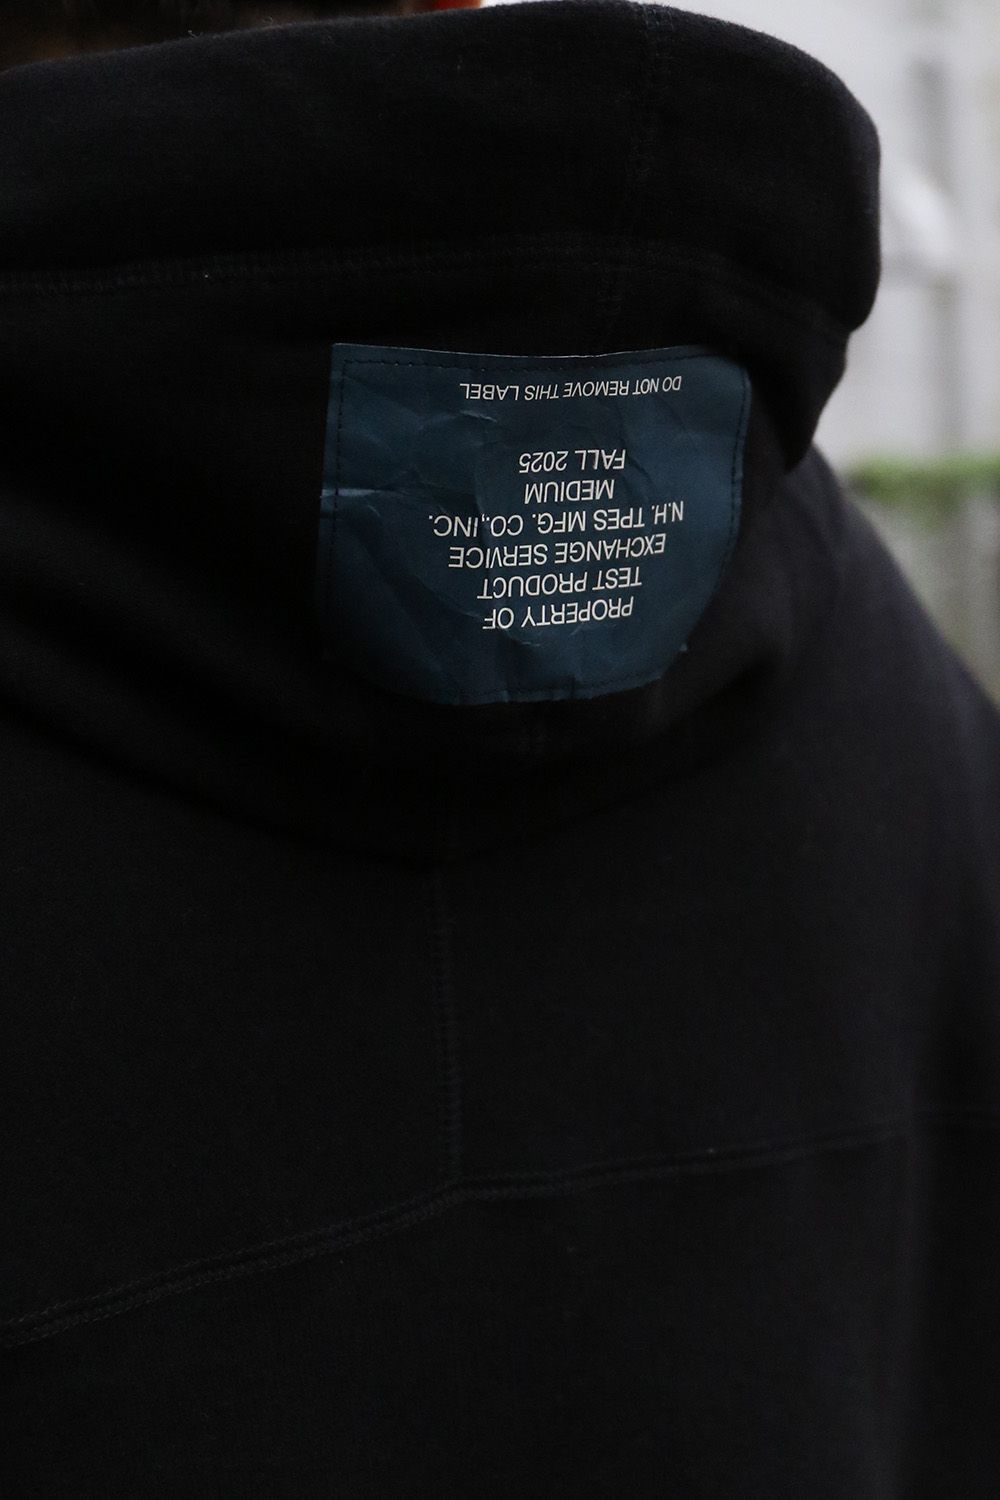 PROPERTY OF
TEST PRODUCT
EXCHANGE SERVICE
N.H. TPES MFG. CO.,INC.
MEDIUM
FALL 2025
DO NOT REMOVE THIS LABEL